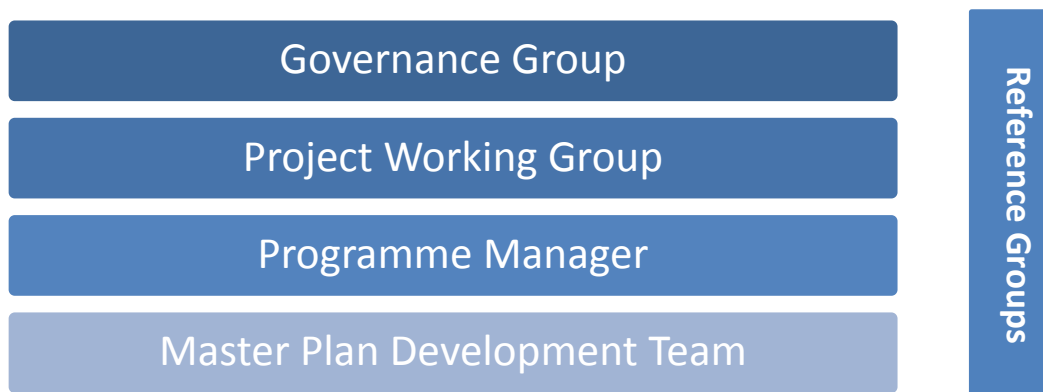 Governance Group
Project Working Group
Programme Manager
Master Plan Development Team
Reference Groups